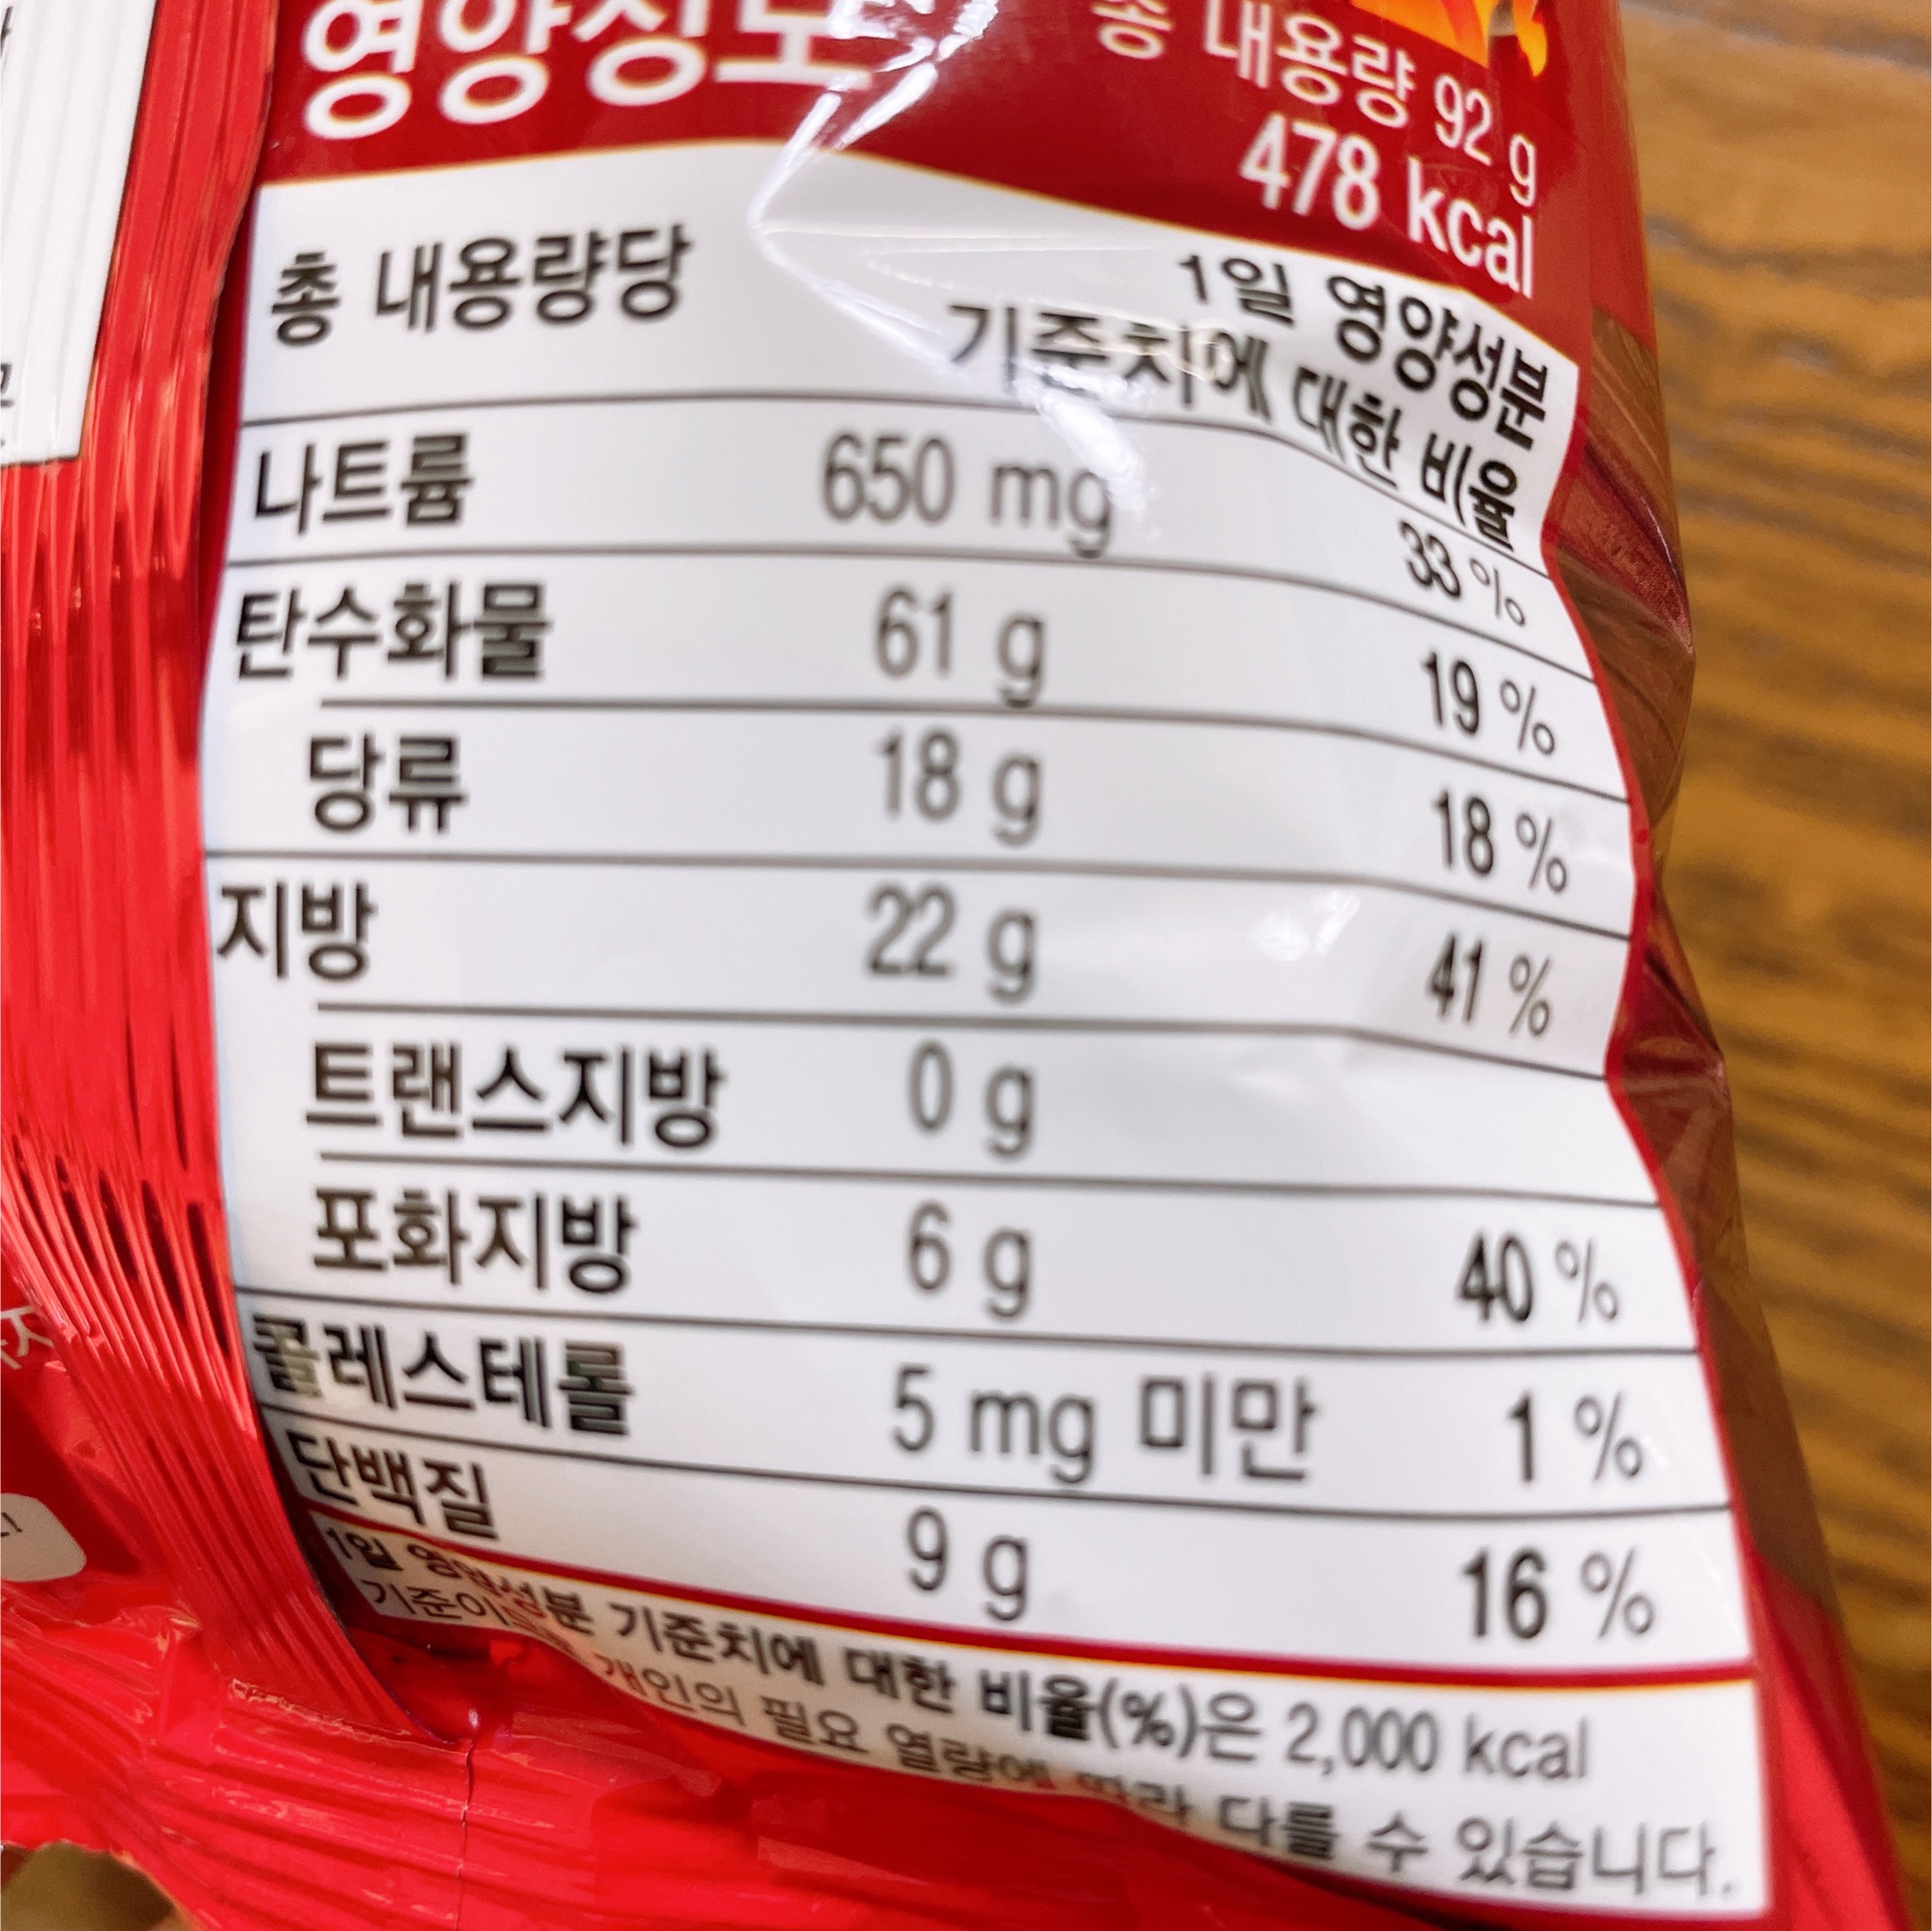 영양정보
총 내용량 92 g
478 kcal
총 내용량당
1일 영양성분
기준치에 대한 비율
나트륨 650 mg 33 %
탄수화물 61 g 19 %
당류 18 g 18 %
지방 22 g 41 %
트랜스지방 0 g
포화지방 6 g 40 %
콜레스테롤 5 mg 미만 1 %
단백질 9 g 16 %
1일 영양성분 기준치에 대한 비율(%)은 2,000 kcal
기준이므로 개인의 필요 열량에 따라 다를 수 있습니다.